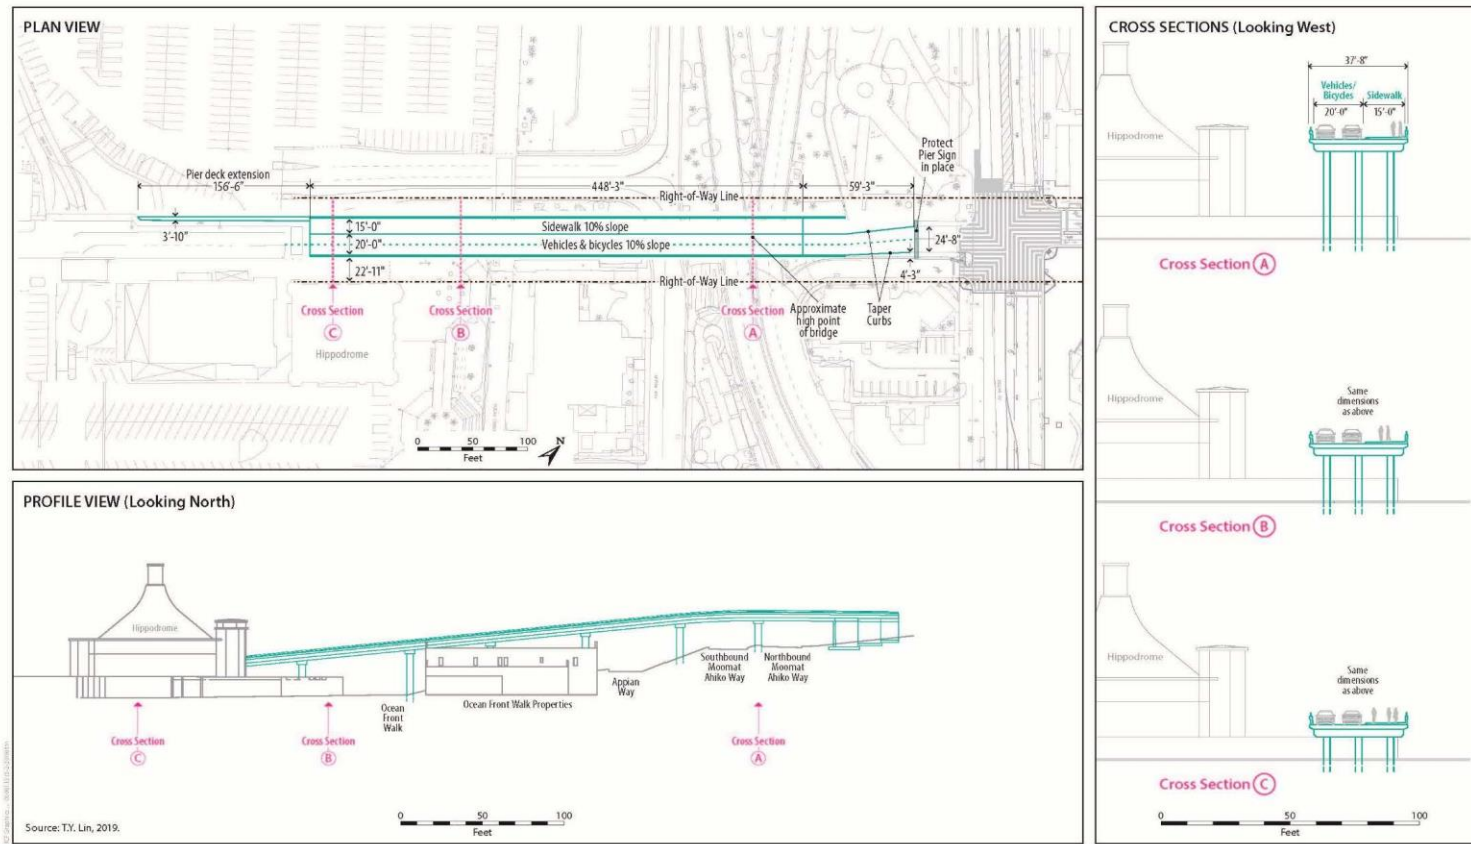 PLAN VIEW
Pier deck extension
156'-6"
448'-3"
59'-3"
Protect
Pier Sign
in place
Right-of-Way Line
3'-10"
15'-0"
Sidewalk 10% slope
20'-0"
Vehicles & bicycles 10% slope
24'-8"
22'-11"
4'-3"
Right-of-Way Line
Cross Section
C
Cross Section
B
Cross Section
A
Approximate
high point
of bridge
Taper
Curbs
Hippodrome
0 50 100
Feet
N
PROFILE VIEW (Looking North)
Hippodrome
Ocean
Front
Walk
Ocean Front Walk Properties
Appian
Way
Southbound
Moomat
Ahiko Way
Northbound
Moomat
Ahiko Way
Cross Section
C
Cross Section
B
Cross Section
A
0 50 100
Feet
Source: T.Y. Lin, 2019.
CROSS SECTIONS (Looking West)
37'-8"
Vehicles/
Bicycles
Sidewalk
20'-0"
15'-0"
Hippodrome
Cross Section A
Same
dimensions
as above
Hippodrome
Cross Section B
Same
dimensions
as above
Hippodrome
Cross Section C
0 50 100
Feet